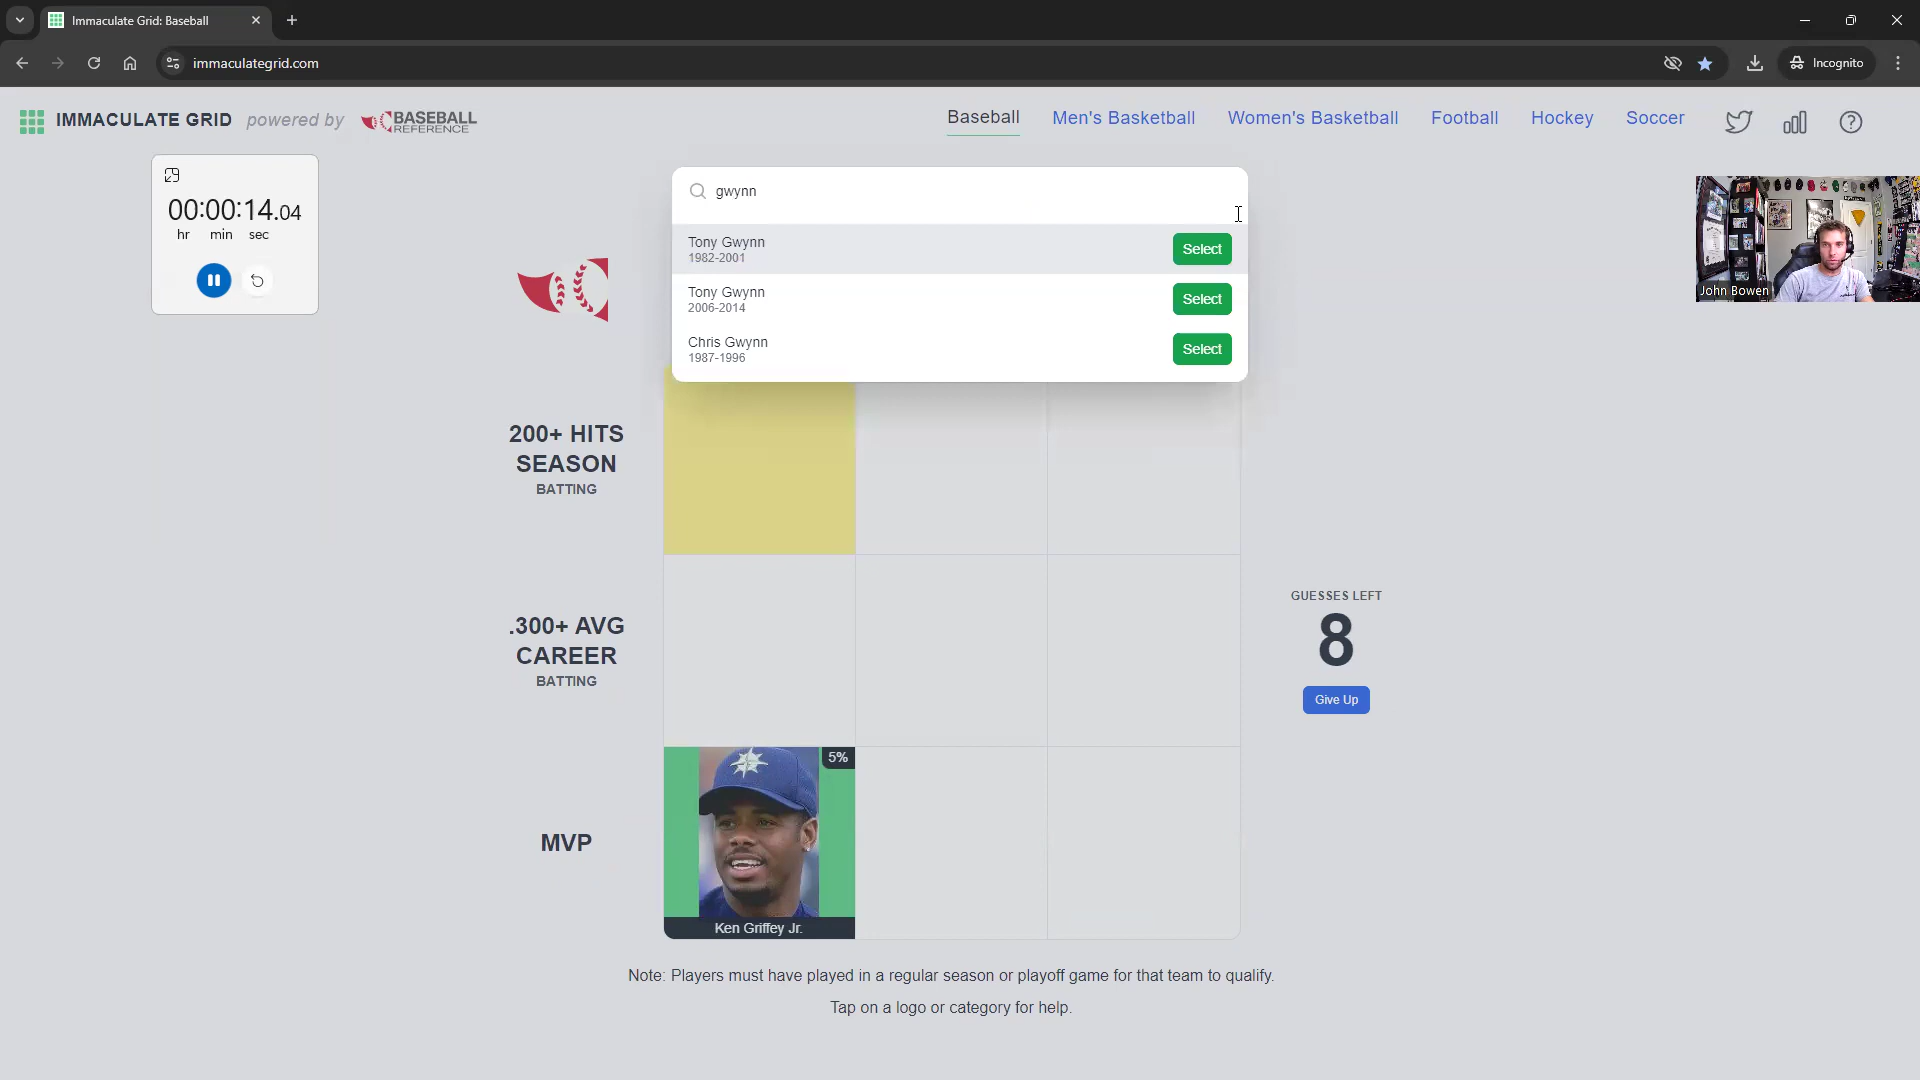 Immaculate Grid: Baseball
immaculategrid.com
Incognito
IMMACULATE GRID powered by BASEBALL REFERENCE
Baseball
Men's Basketball
Women's Basketball
Football
Hockey
Soccer
00:00:14.04
hr min sec
gwynn
Tony Gwynn
1982-2001
Select
Tony Gwynn
2006-2014
Select
Chris Gwynn
1987-1996
Select
John Bowen
200+ HITS
SEASON
BATTING
.300+ AVG
CAREER
BATTING
GUESSES LEFT
8
Give Up
MVP
5%
Ken Griffey Jr.
Note: Players must have played in a regular season or playoff game for that team to qualify.
Tap on a logo or category for help.